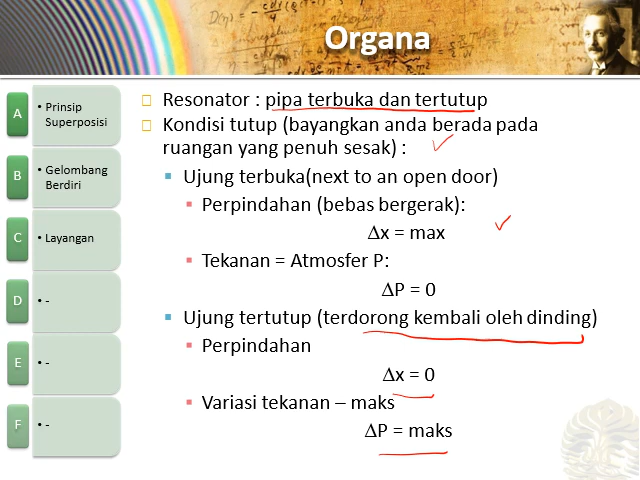 Organa
A
• Prinsip
Superposisi
B
• Gelombang
Berdiri
C
• Layangan
D
• -
E
• -
F
• -
Resonator : pipa terbuka dan tertutup
Kondisi tutup (bayangkan anda berada pada
ruangan yang penuh sesak) :
Ujung terbuka(next to an open door)
Perpindahan (bebas bergerak):
∆x = max
Tekanan = Atmosfer P:
∆P = 0
Ujung tertutup (terdorong kembali oleh dinding)
Perpindahan
∆x = 0
Variasi tekanan – maks
∆P = maks